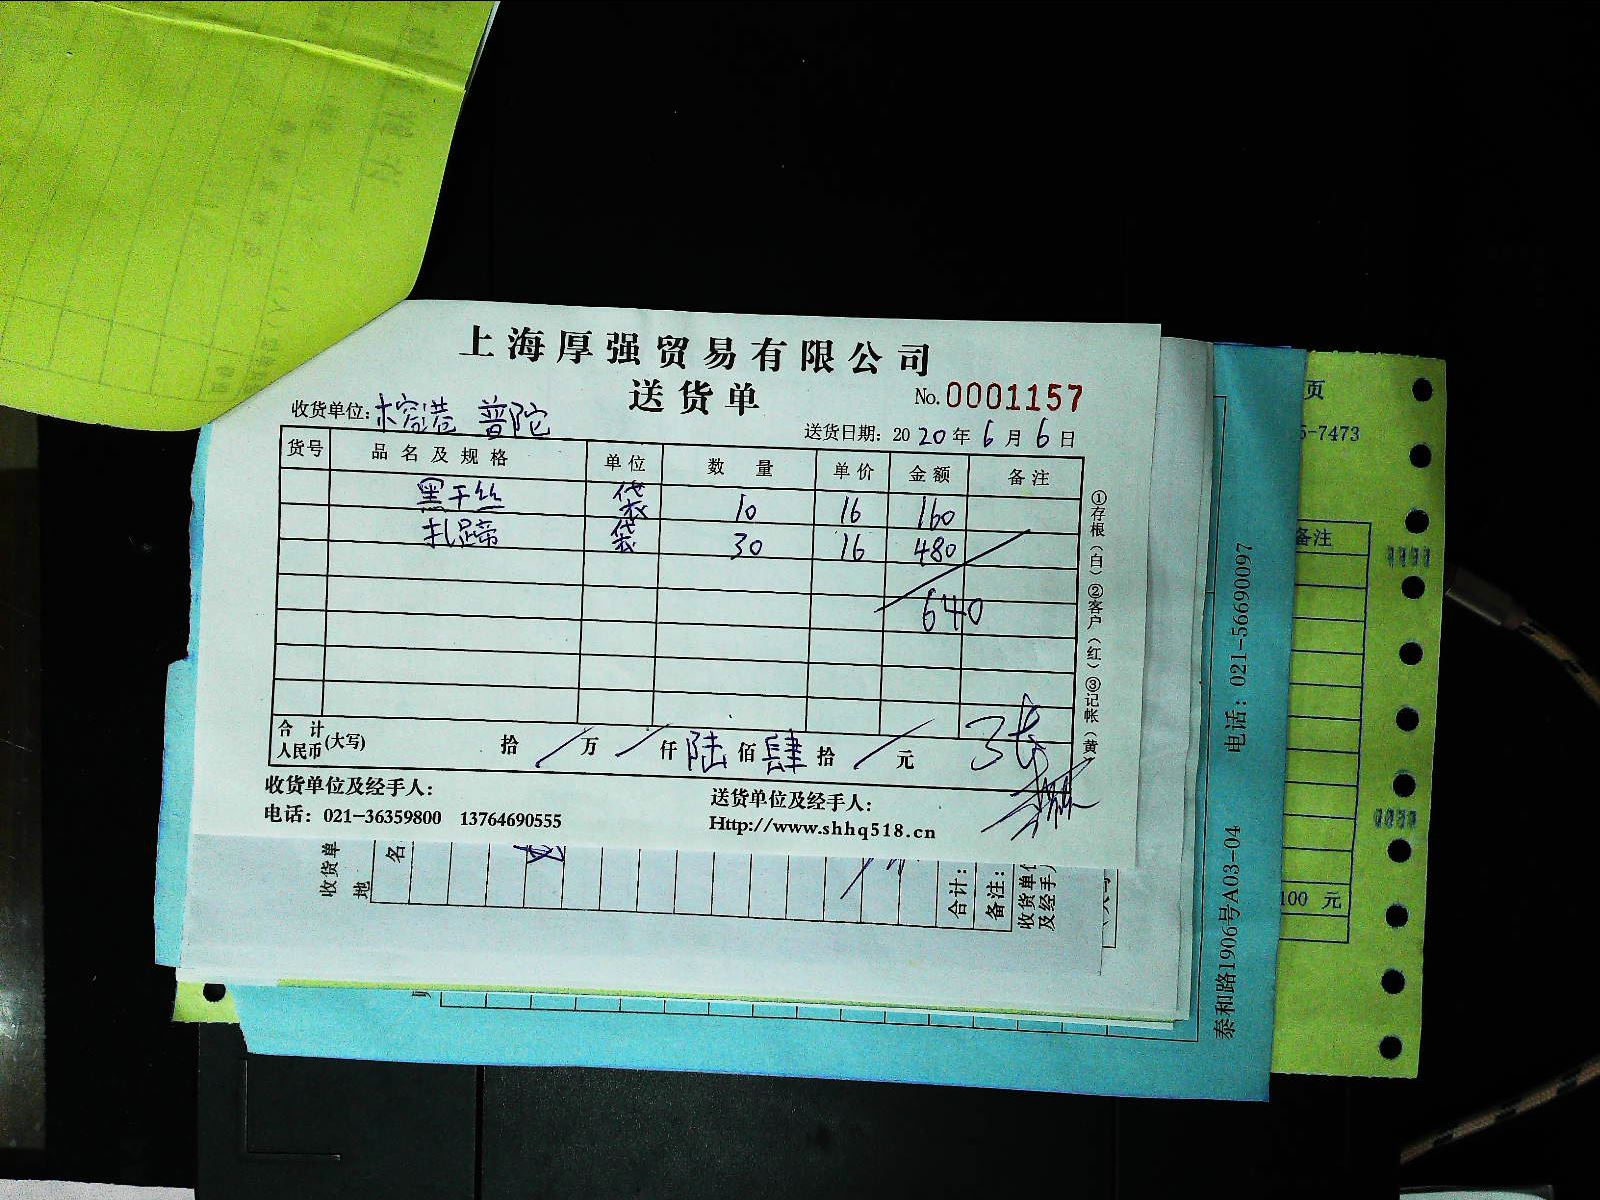 上海厚强贸易有限公司
送货单
No.0001157
收货单位:榕港 普陀
送货日期: 2020年6月6日
货号 品名及规格 单位 数量 单价 金额 备注
黑干丝 袋 10 16 160
扎蹄 袋 30 16 480
640
合计人民币(大写) 拾 / 万 / 仟 陆 佰 肆 拾 / 元
3张
收货单位及经手人:
送货单位及经手人:
电话: 021-36359800 13764690555
Http://www.shhq518.cn
①存根(白)②客户(红)③记帐(黄
收货单
地
名
合计:
备注:
收货单位
及经手人
泰和路1906号A03-04 电话: 021-56690097
页
5-7473
备注
100 元